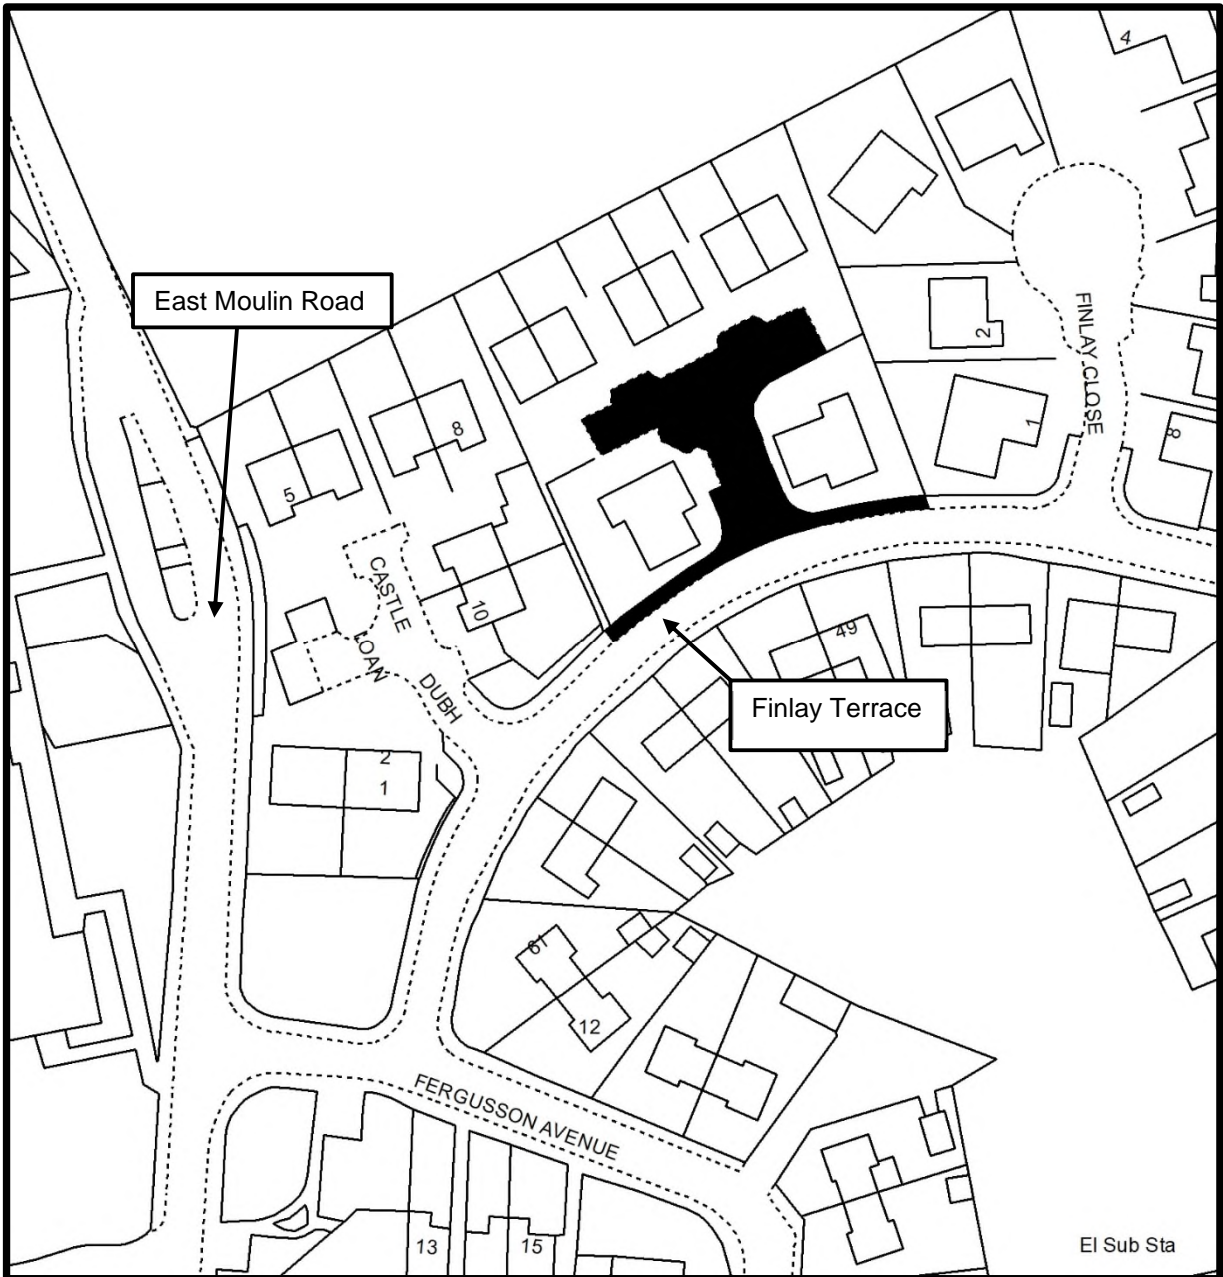 4
East Moulin Road
FINLAY CLOSE
2
1
8
8
5
CASTLE
LOAN
DUBH
10
49
Finlay Terrace
2
1
61
12
FERGUSSON AVENUE
13
15
El Sub Sta